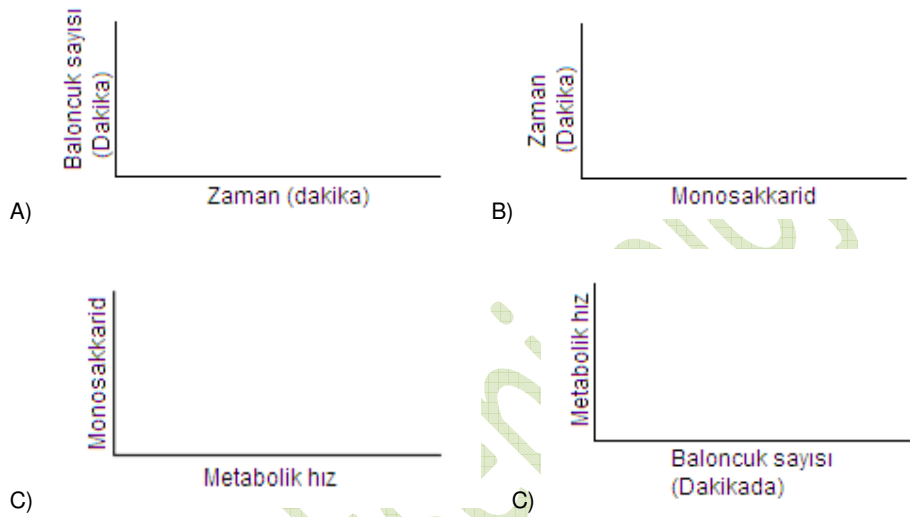 Baloncuk sayısı
(Dakika)
Zaman (dakika)
A)
Zaman
(Dakika)
Monosakkarid
B)
Monosakkarid
Metabolik hız
C)
Metabolik hız
Baloncuk sayısı
(Dakikada)
C)